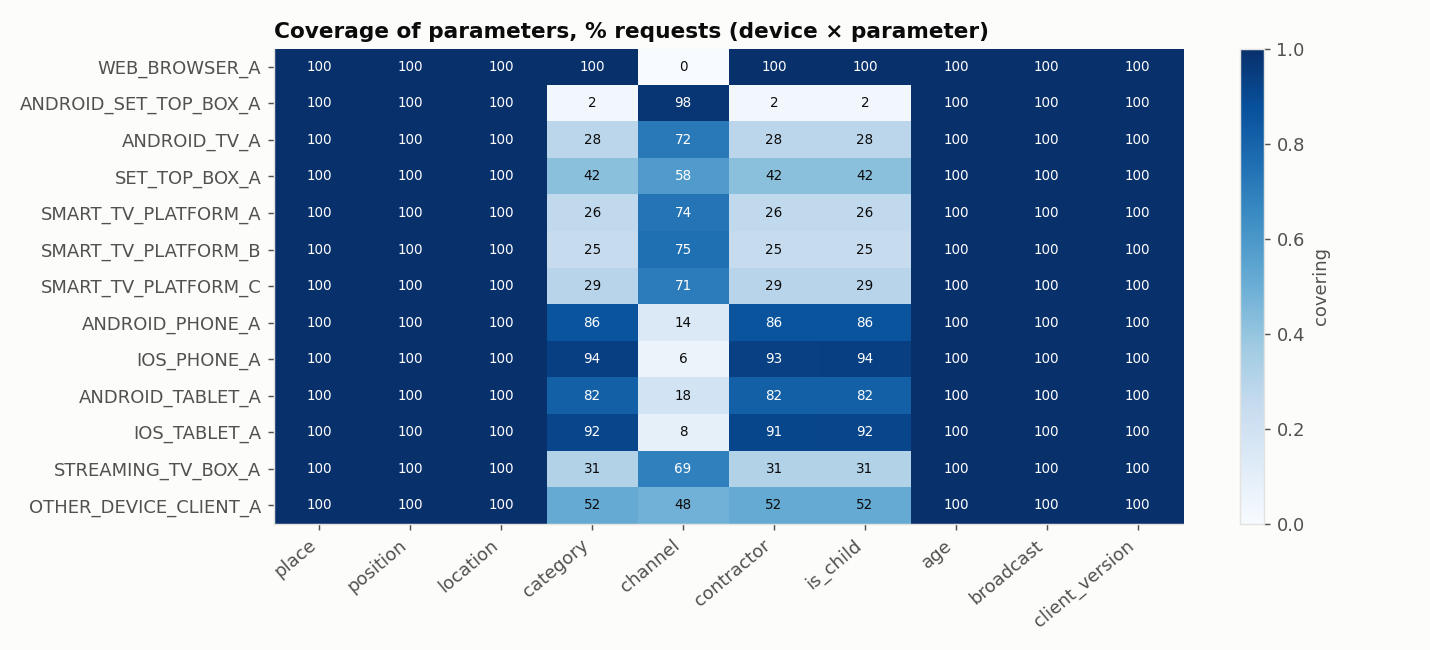 Coverage of parameters, % requests (device × parameter)
WEB_BROWSER_A 100 100 100 100 0 100 100 100 100 100
ANDROID_SET_TOP_BOX_A 100 100 100 2 98 2 2 100 100 100
ANDROID_TV_A 100 100 100 28 72 28 28 100 100 100
SET_TOP_BOX_A 100 100 100 42 58 42 42 100 100 100
SMART_TV_PLATFORM_A 100 100 100 26 74 26 26 100 100 100
SMART_TV_PLATFORM_B 100 100 100 25 75 25 25 100 100 100
SMART_TV_PLATFORM_C 100 100 100 29 71 29 29 100 100 100
ANDROID_PHONE_A 100 100 100 86 14 86 86 100 100 100
IOS_PHONE_A 100 100 100 94 6 93 94 100 100 100
ANDROID_TABLET_A 100 100 100 82 18 82 82 100 100 100
IOS_TABLET_A 100 100 100 92 8 91 92 100 100 100
STREAMING_TV_BOX_A 100 100 100 31 69 31 31 100 100 100
OTHER_DEVICE_CLIENT_A 100 100 100 52 48 52 52 100 100 100
place position location category channel contractor is_child age broadcast client_version
1.0
0.8
0.6
0.4
0.2
0.0
covering